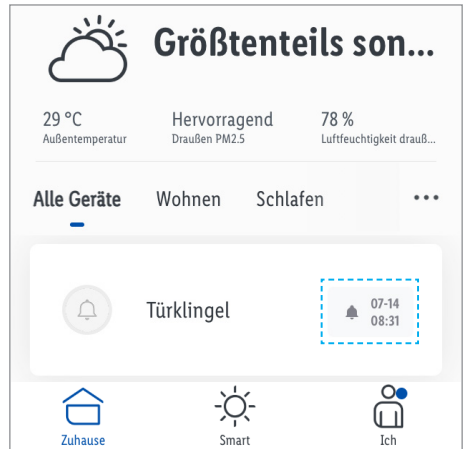 Größtenteils son...
29 °C
Außentemperatur
Hervorragend
Draußen PM2.5
78 %
Luftfeuchtigkeit drauß...
Alle Geräte
Wohnen
Schlafen
Türklingel
07-14
08:31
Zuhause
Smart
Ich